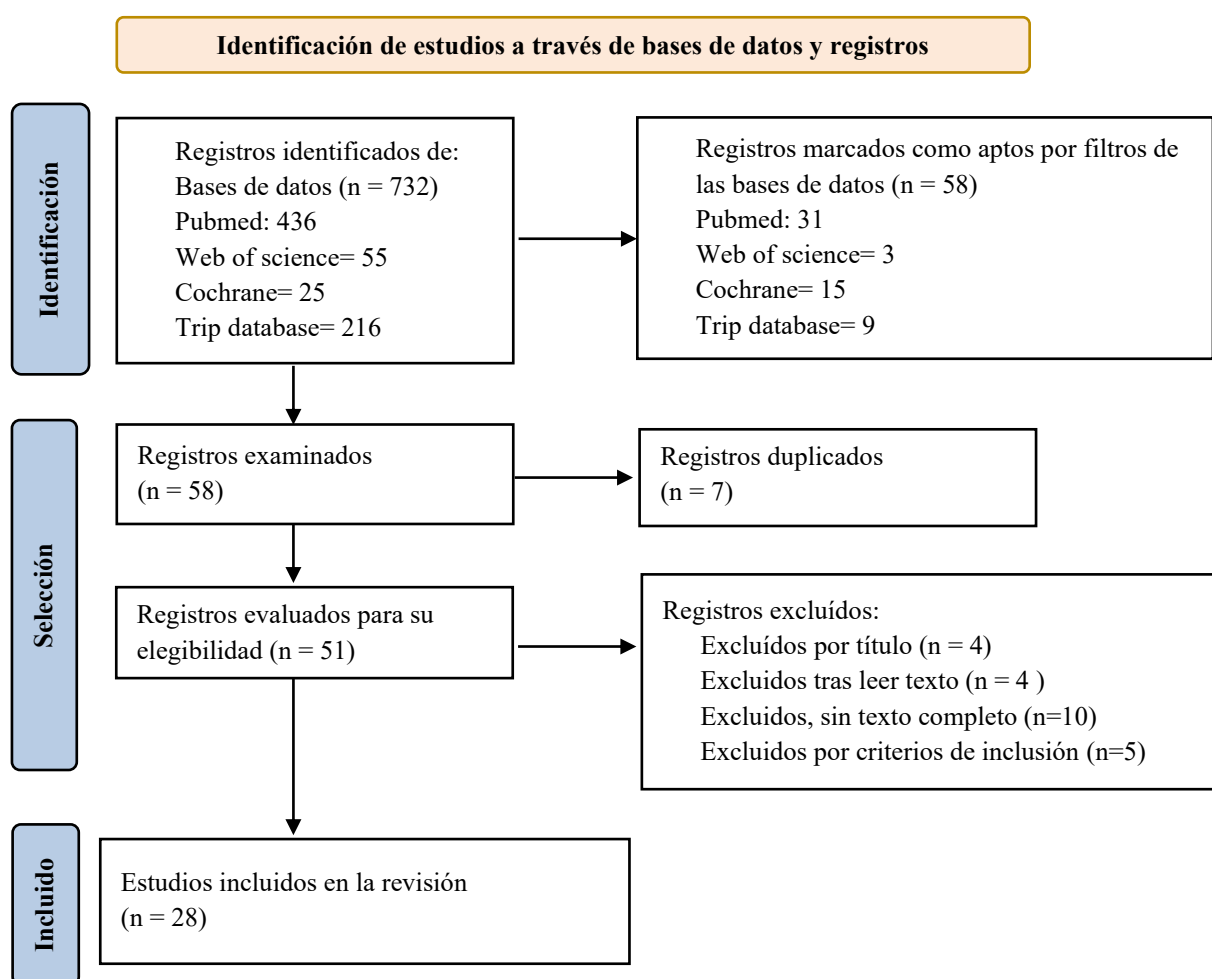 Identificación de estudios a través de bases de datos y registros
Identificación
Registros identificados de:
Bases de datos (n = 732)
Pubmed: 436
Web of science= 55
Cochrane= 25
Trip database= 216
Registros marcados como aptos por filtros de
las bases de datos (n = 58)
Pubmed: 31
Web of science= 3
Cochrane= 15
Trip database= 9
Selección
Registros examinados
(n = 58)
Registros duplicados
(n = 7)
Registros evaluados para su
elegibilidad (n = 51)
Registros excluídos:
Excluídos por título (n = 4)
Excluidos tras leer texto (n = 4 )
Excluidos, sin texto completo (n=10)
Excluidos por criterios de inclusión (n=5)
Incluido
Estudios incluidos en la revisión
(n = 28)